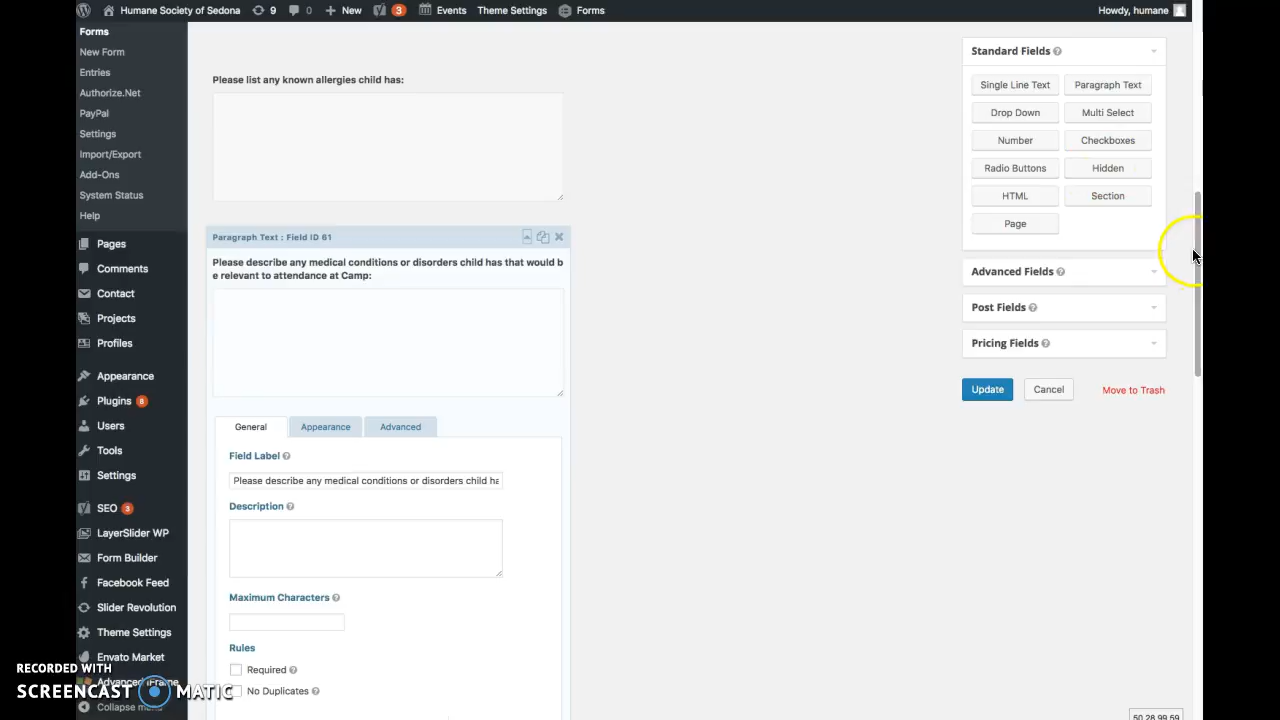 Humane Society of Sedona 9 0 New 3 Events Theme Settings Forms Howdy, humane
Forms
New Form
Entries
Authorize.Net
PayPal
Settings
Import/Export
Add-Ons
System Status
Help
Pages
Comments
Contact
Projects
Profiles
Appearance
Plugins 8
Users
Tools
Settings
SEO 3
LayerSlider WP
Form Builder
Facebook Feed
Slider Revolution
Theme Settings
Envato Market
Advanced iFrame
Collapse menu
RECORDED WITH
SCREENCAST MATIC
Please list any known allergies child has:
Paragraph Text : Field ID 61
Please describe any medical conditions or disorders child has that would b
e relevant to attendance at Camp:
General Appearance Advanced
Field Label
Please describe any medical conditions or disorders child ha
Description
Maximum Characters
Rules
Required
No Duplicates
Standard Fields
Single Line Text Paragraph Text
Drop Down Multi Select
Number Checkboxes
Radio Buttons Hidden
HTML Section
Page
Advanced Fields
Post Fields
Pricing Fields
Update Cancel Move to Trash
50.28.99.59